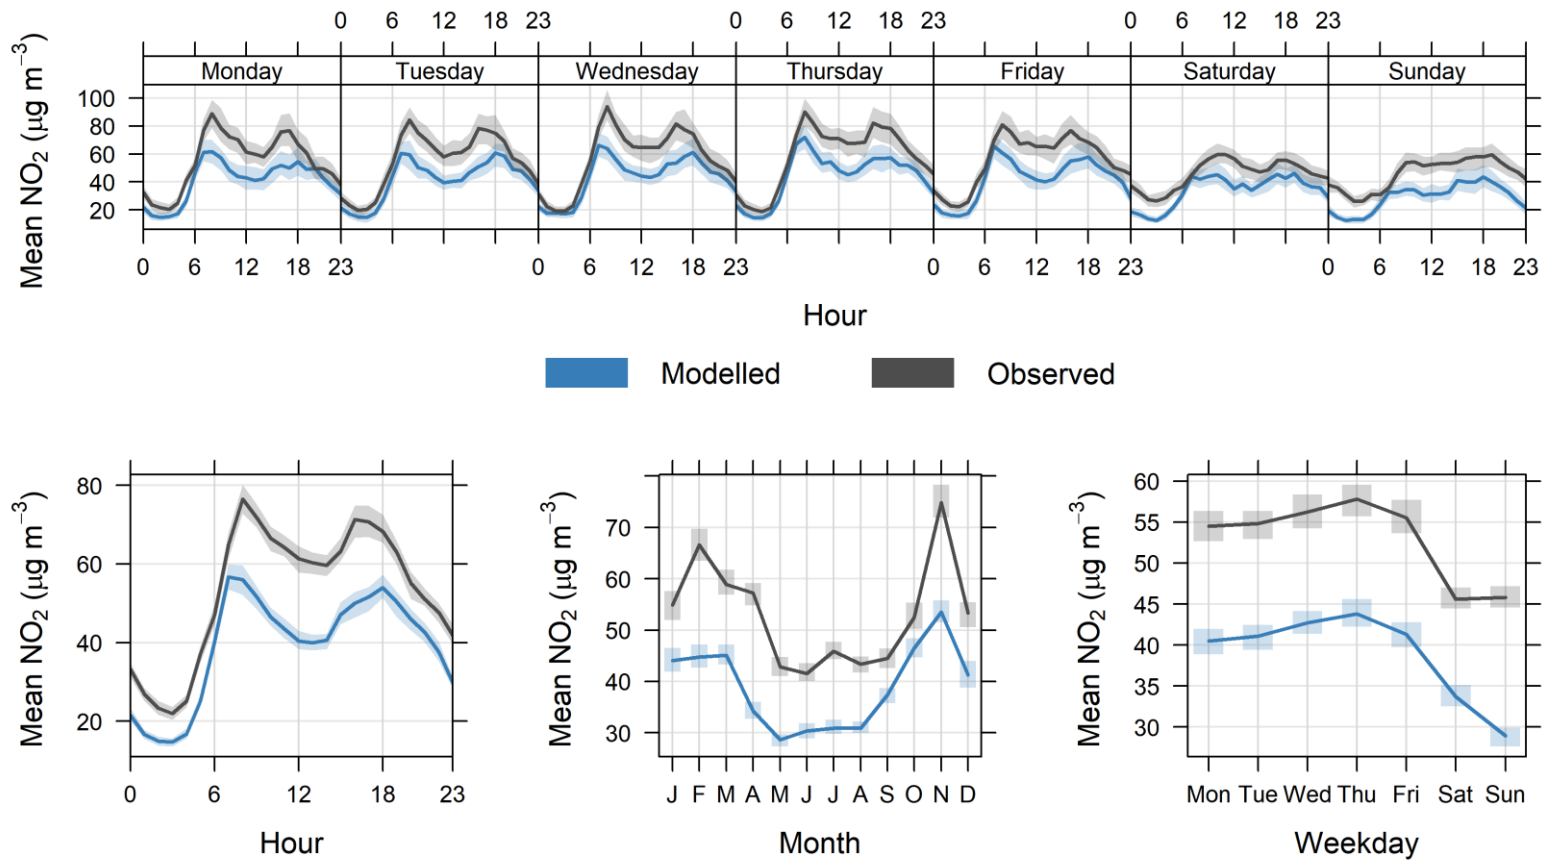 0 6 12 18 23 0 6 12 18 23 0 6 12 18 23
Monday Tuesday Wednesday Thursday Friday Saturday Sunday
Mean NO₂ (µg m⁻³)
100
80
60
40
20
0 6 12 18 23 0 6 12 18 23 0 6 12 18 23 0 6 12 18 23
Hour
Modelled Observed
Mean NO₂ (µg m⁻³)
80
60
40
20
0 6 12 18 23
Hour
Mean NO₂ (µg m⁻³)
70
60
50
40
30
J F M A M J J A S O N D
Month
Mean NO₂ (µg m⁻³)
60
55
50
45
40
35
30
Mon Tue Wed Thu Fri Sat Sun
Weekday